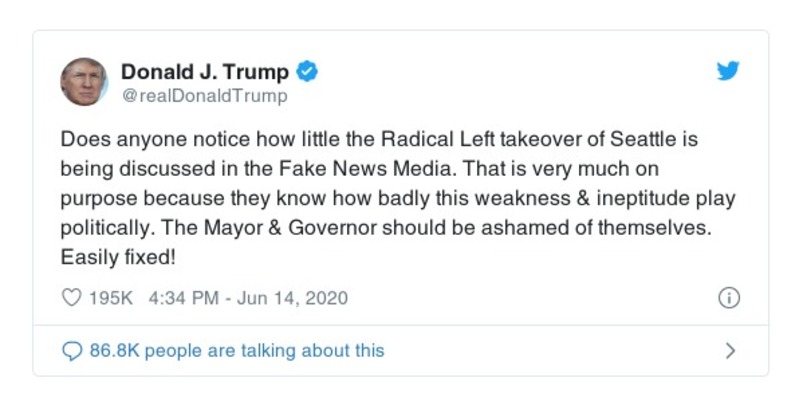 Donald J. Trump
@realDonaldTrump
Does anyone notice how little the Radical Left takeover of Seattle is
being discussed in the Fake News Media. That is very much on
purpose because they know how badly this weakness & ineptitude play
politically. The Mayor & Governor should be ashamed of themselves.
Easily fixed!
195K 4:34 PM - Jun 14, 2020
86.8K people are talking about this